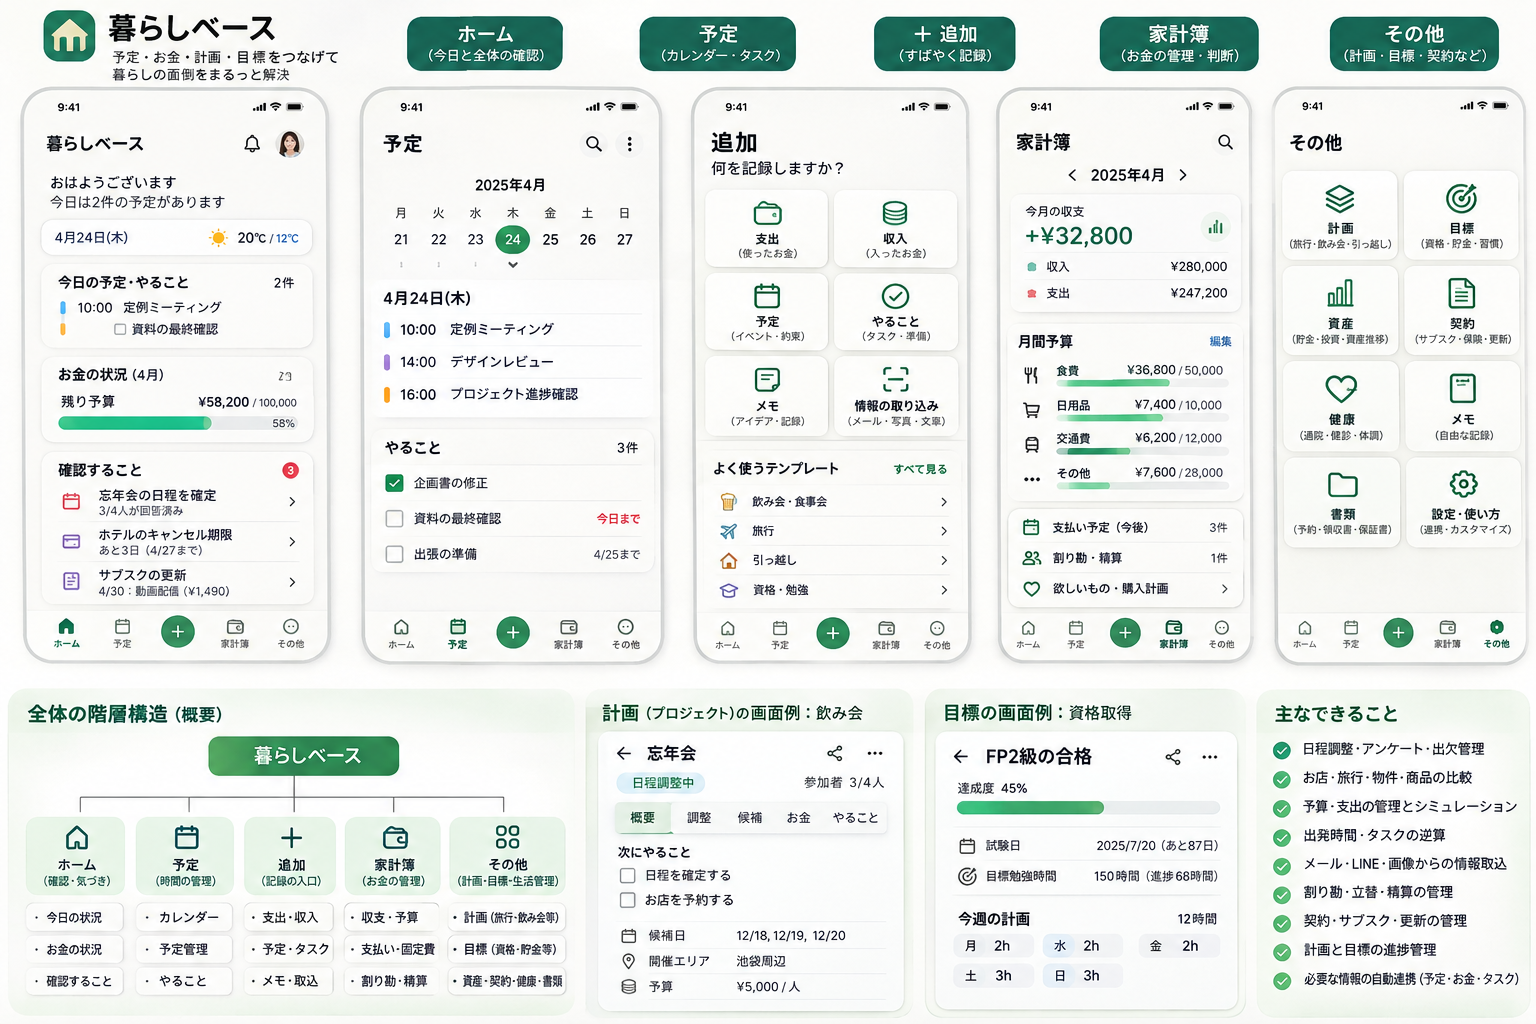 暮らしベース
予定・お金・計画・目標をつなげて
暮らしの面倒をまるっと解決
ホーム
（今日と全体の確認）
予定
（カレンダー・タスク）
＋ 追加
（すばやく記録）
家計簿
（お金の管理・判断）
その他
（計画・目標・契約など）
9:41
暮らしベース
おはようございます
今日は2件の予定があります
4月24日(木) 20℃ / 12℃
今日の予定・やること 2件
10:00 定例ミーティング
資料の最終確認
お金の状況 (4月)
残り予算 ¥58,200 / 100,000
58%
確認すること 3
忘年会の日程を確定
3/4人が回答済み
ホテルのキャンセル期限
あと3日 (4/27まで)
サブスクの更新
4/30：動画配信 (¥1,490)
ホーム 予定 + 家計簿 その他
9:41
予定
2025年4月
月 火 水 木 金 土 日
21 22 23 24 25 26 27
4月24日(木)
10:00 定例ミーティング
14:00 デザインレビュー
16:00 プロジェクト進捗確認
やること 3件
企画書の修正
資料の最終確認 今日まで
出張の準備 4/25まで
ホーム 予定 + 家計簿 その他
9:41
追加
何を記録しますか？
支出
（使ったお金）
収入
（入ったお金）
予定
（イベント・約束）
やること
（タスク・準備）
メモ
（アイデア・記録）
情報の取り込み
（メール・写真・文章）
よく使うテンプレート すべて見る
飲み会・食事会
旅行
引っ越し
資格・勉強
ホーム 予定 + 家計簿 その他
9:41
家計簿
2025年4月
今月の収支
+¥32,800
収入 ¥280,000
支出 ¥247,200
月間予算 編集
食費 ¥36,800 / 50,000
日用品 ¥7,400 / 10,000
交通費 ¥6,200 / 12,000
その他 ¥7,600 / 28,000
支払い予定（今後） 3件
割り勘・精算 1件
欲しいもの・購入計画
ホーム 予定 + 家計簿 その他
9:41
その他
計画
（旅行・飲み会・引っ越し）
目標
（資格・貯金・習慣）
資産
（貯金・投資・資産推移）
契約
（サブスク・保険・更新）
健康
（通院・健診・体調）
メモ
（自由な記録）
書類
（予約・領収書・保証書）
設定・使い方
（連携・カスタマイズ）
ホーム 予定 + 家計簿 その他
全体の階層構造（概要）
暮らしベース
ホーム
（確認・気づき）
・今日の状況
・お金の状況
・確認すること
予定
（時間の管理）
・カレンダー
・予定管理
・やること
追加
（記録の入口）
・支出・収入
・予定・タスク
・メモ・取込
家計簿
（お金の管理）
・収支・予算
・支払い・固定費
・割り勘・精算
その他
（計画・目標・生活管理）
・計画 (旅行・飲み会等)
・目標 (資格・貯金等)
・資産・契約・健康・書類
計画（プロジェクト）の画面例：飲み会
← 忘年会
日程調整中 参加者 3/4人
概要 調整 候補 お金 やること
次にやること
日程を確定する
お店を予約する
候補日 12/18, 12/19, 12/20
開催エリア 池袋周辺
予算 ¥5,000 / 人
目標の画面例：資格取得
← FP2級の合格
達成度 45%
試験日 2025/7/20 (あと87日)
目標勉強時間 150時間 (進捗68時間)
今週の計画 12時間
月 2h 水 2h 金 2h
土 3h 日 3h
主なできること
日程調整・アンケート・出欠管理
お店・旅行・物件・商品の比較
予算・支出の管理とシミュレーション
出発時間・タスクの逆算
メール・LINE・画像からの情報取込
割り勘・立替・精算の管理
契約・サブスク・更新の管理
計画と目標の進捗管理
必要な情報の自動連携 (予定・お金・タスク)